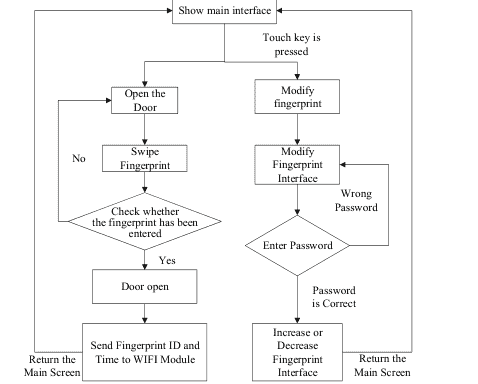 Show main interface
Touch key is
pressed
Open the
Door
Modify
fingerprint
No
Swipe
Fingerprint
Modify
Fingerprint
Interface
Wrong
Password
Check whether
the fingerprint has been
entered
Enter Password
Yes
Door open
Password
is Correct
Send Fingerprint ID and
Time to WIFI Module
Increase or
Decrease
Fingerprint
Interface
Return the
Main Screen
Return the
Main Screen